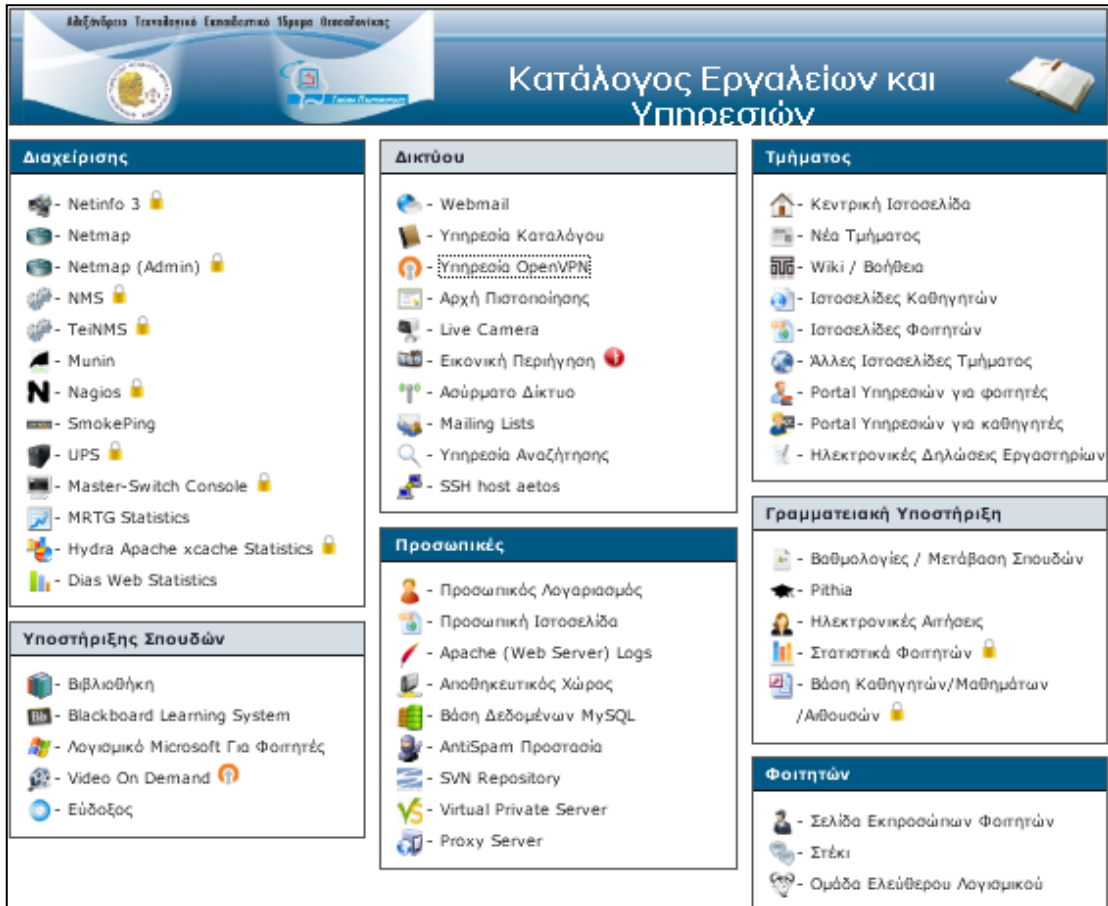 Αλεξάνδρειο Τεχνολογικό Εκπαιδευτικό Ίδρυμα Θεσσαλονίκης
Κατάλογος Εργαλείων και
Υπηρεσιών
Διαχείρισης
- Netinfo 3
- Netmap
- Netmap (Admin)
- NMS
- TeiNMS
- Munin
- Nagios
- SmokePing
- UPS
- Master-Switch Console
- MRTG Statistics
- Hydra Apache xcache Statistics
- Dias Web Statistics
Υποστήριξης Σπουδών
- Βιβλιοθήκη
- Blackboard Learning System
- Λογισμικό Microsoft Για Φοιτητές
- Video On Demand
- Εύδοξος
Δικτύου
- Webmail
- Υπηρεσία Καταλόγου
- Υπηρεσία OpenVPN
- Αρχή Πιστοποίησης
- Live Camera
- Εικονική Περιήγηση
- Ασύρματο Δίκτυο
- Mailing Lists
- Υπηρεσία Αναζήτησης
- SSH host aetos
Προσωπικές
- Προσωπικός Λογαριασμός
- Προσωπική Ιστοσελίδα
- Apache (Web Server) Logs
- Αποθηκευτικός Χώρος
- Βάση Δεδομένων MySQL
- AntiSpam Προστασία
- SVN Repository
- Virtual Private Server
- Proxy Server
Τμήματος
- Κεντρική Ιστοσελίδα
- Νέα Τμήματος
- Wiki / Βοήθεια
- Ιστοσελίδες Καθηγητών
- Ιστοσελίδες Φοιτητών
- Άλλες Ιστοσελίδες Τμήματος
- Portal Υπηρεσιών για φοιτητές
- Portal Υπηρεσιών για καθηγητές
- Ηλεκτρονικές Δηλώσεις Εργαστηρίων
Γραμματειακή Υποστήριξη
- Βαθμολογίες / Μετάβαση Σπουδών
- Pithia
- Ηλεκτρονικές Αιτήσεις
- Στατιστικά Φοιτητών
- Βάση Καθηγητών/Μαθημάτων
/Αιθουσών
Φοιτητών
- Σελίδα Εκπροσώπων Φοιτητών
- Στέκι
- Ομάδα Ελεύθερου Λογισμικού